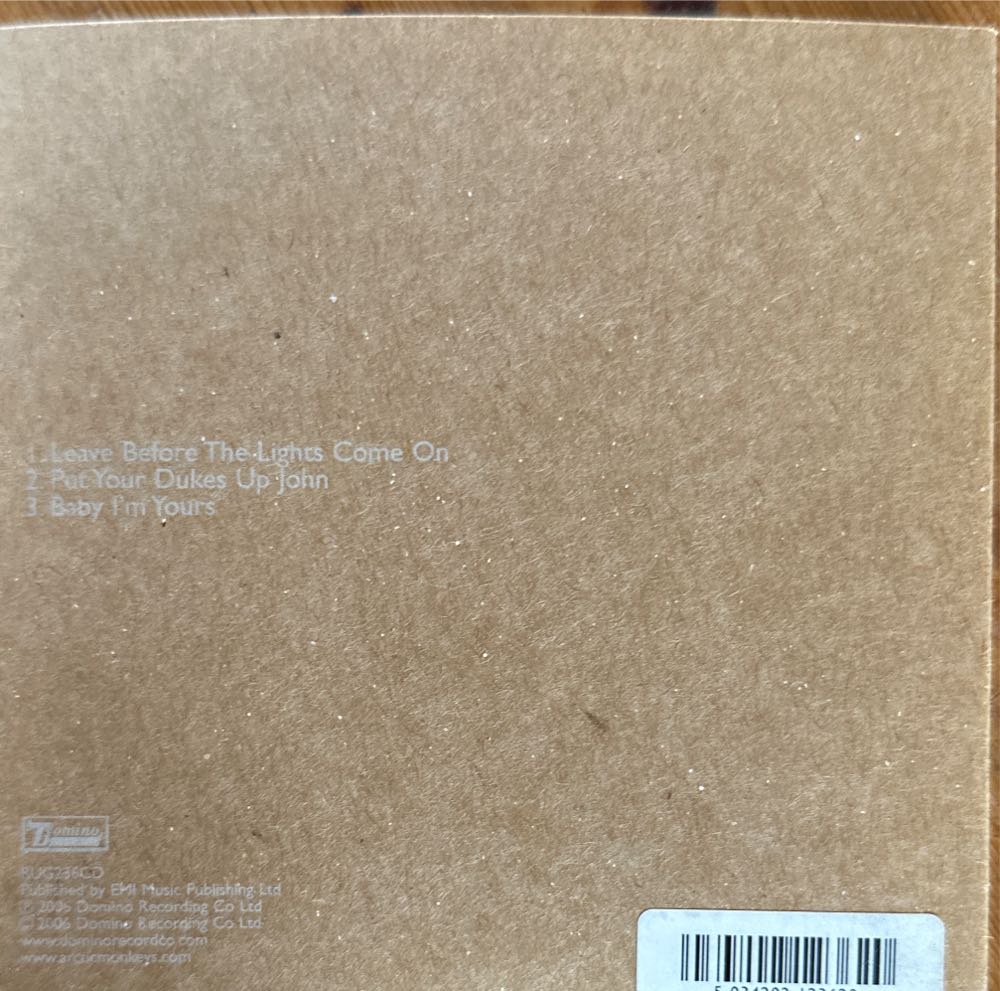 1. Leave Before The Lights Come On
2. Put Your Dukes Up John
3. Baby I'm Yours
Domino
RUG236CD
Published by EMI Music Publishing Ltd
℗ 2006 Domino Recording Co Ltd
© 2006 Domino Recording Co Ltd
www.dominorecordco.com
www.arcticmonkeys.com